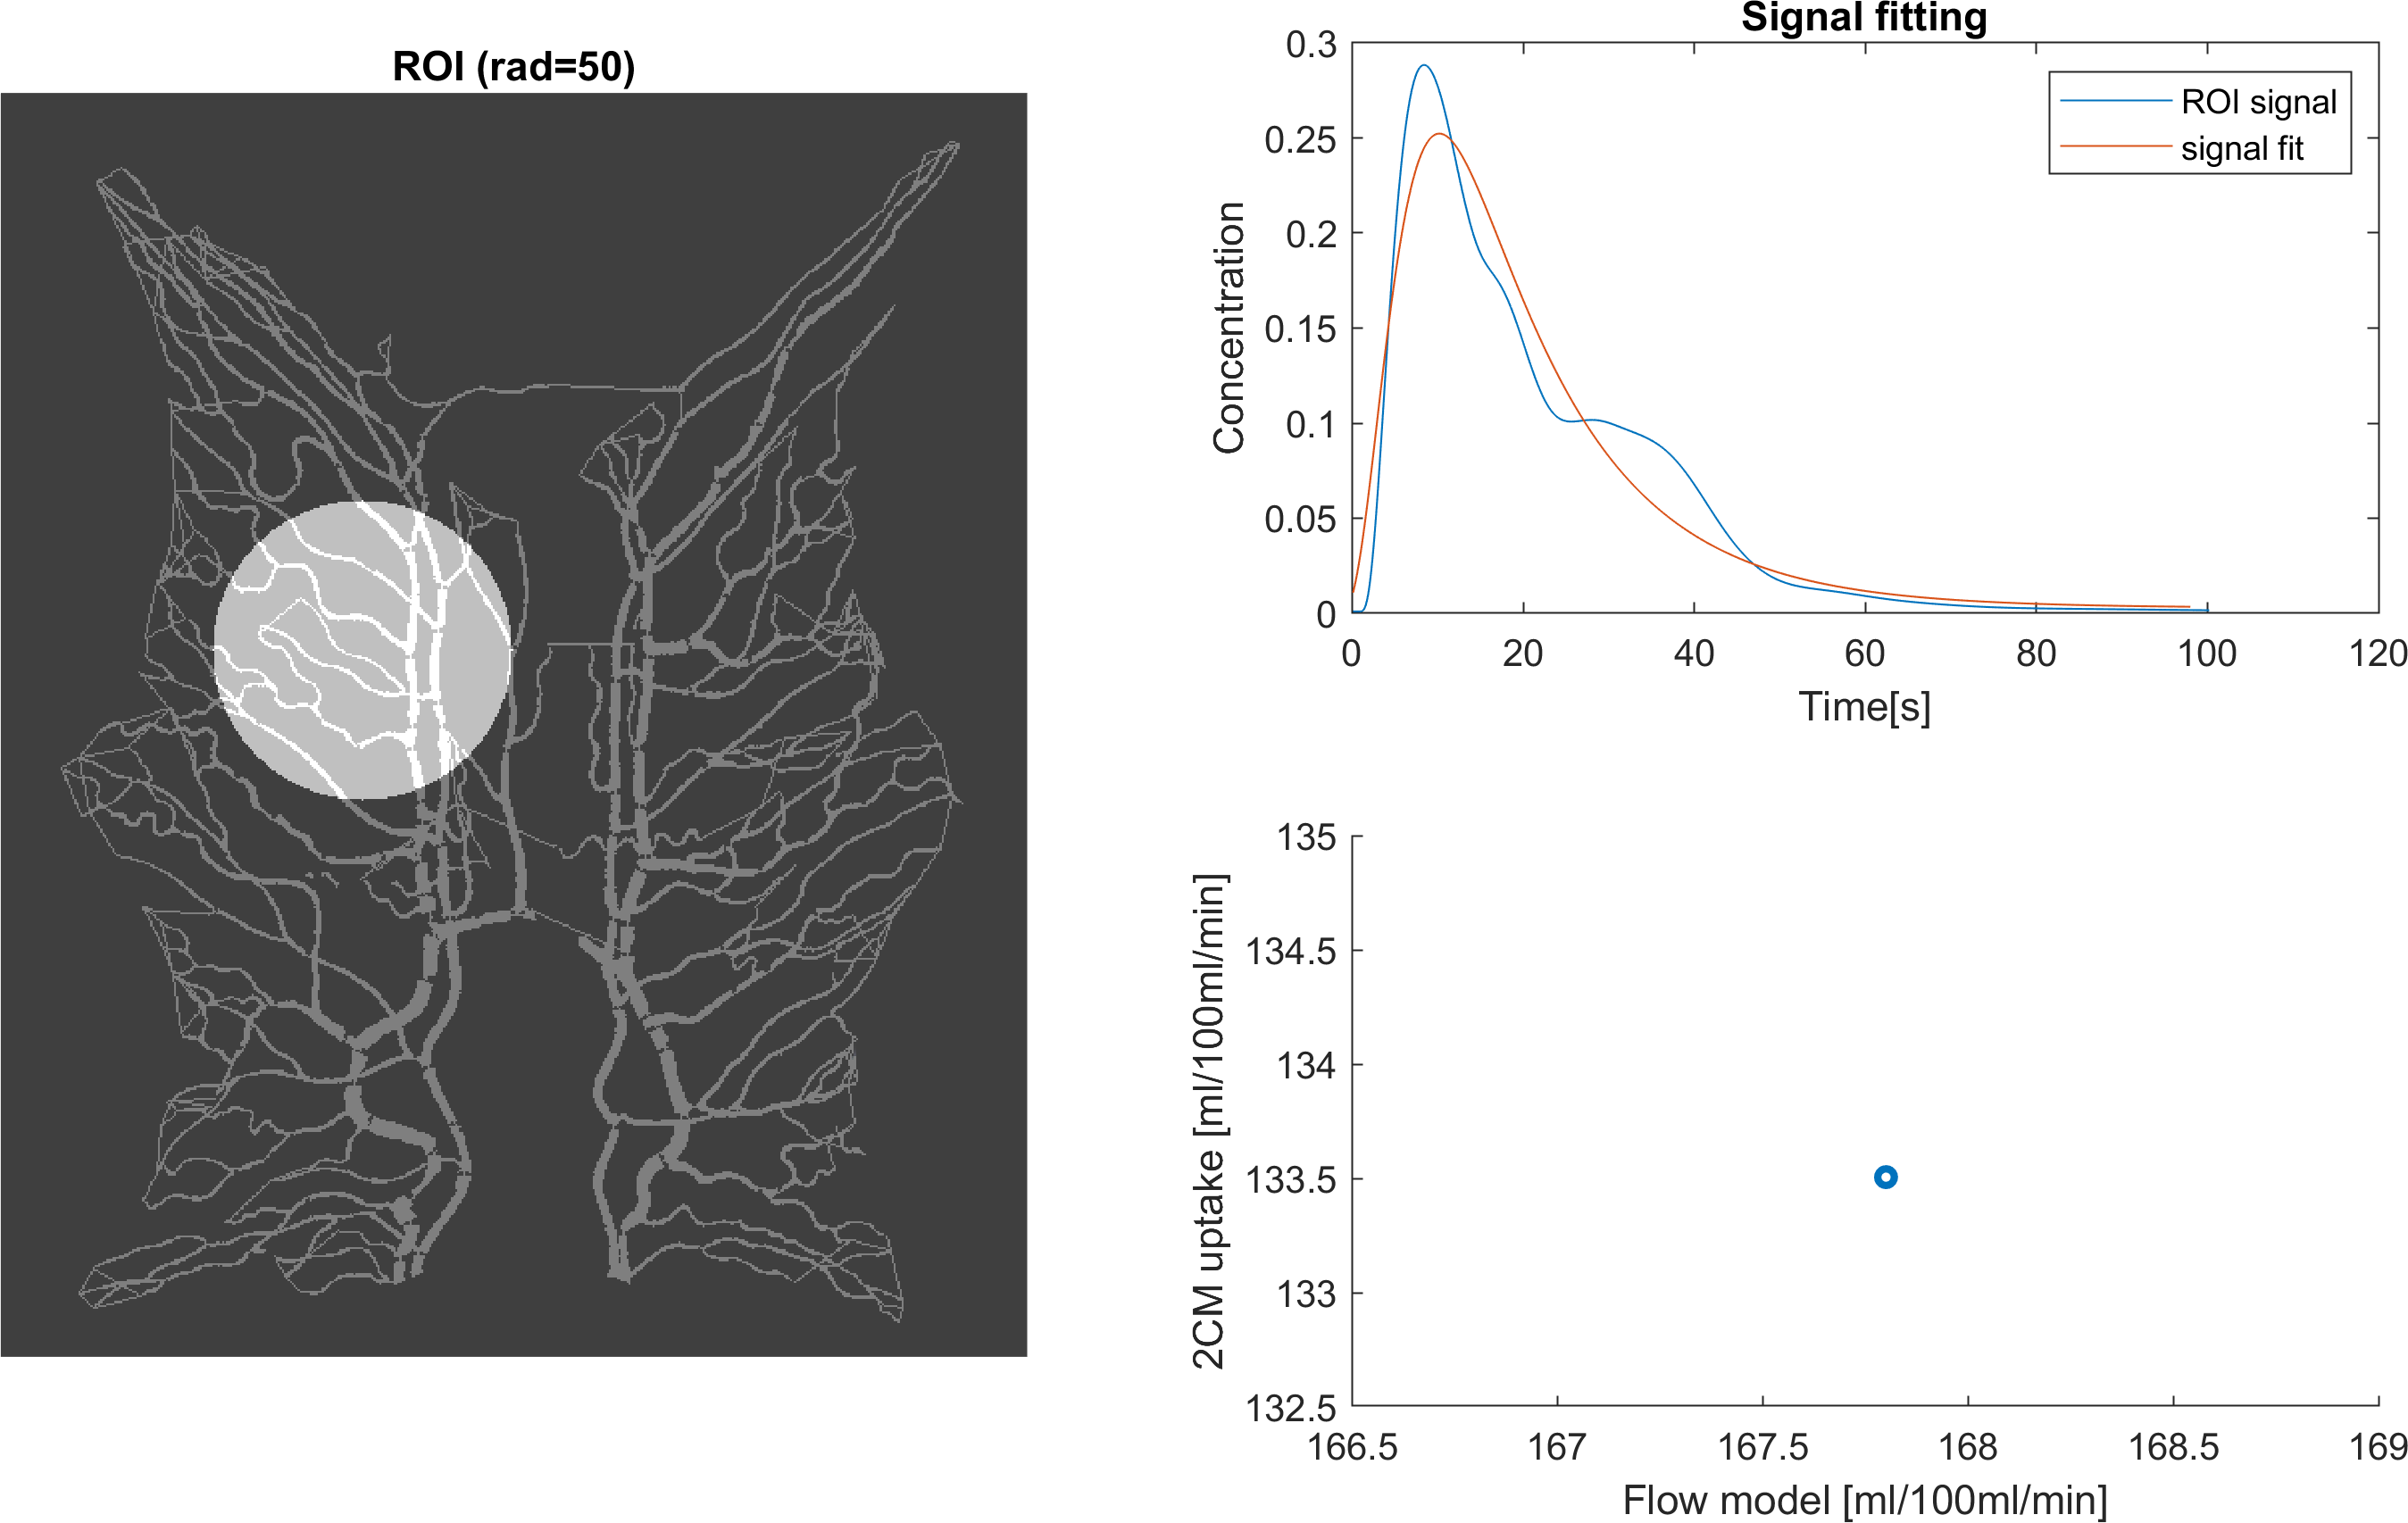 ROI (rad=50)
Signal fitting
0.3
0.25
0.2
0.15
0.1
0.05
0
Concentration
ROI signal
signal fit
0 20 40 60 80 100 120
Time[s]
135
134.5
134
133.5
133
132.5
2CM uptake [ml/100ml/min]
166.5 167 167.5 168 168.5 169
Flow model [ml/100ml/min]